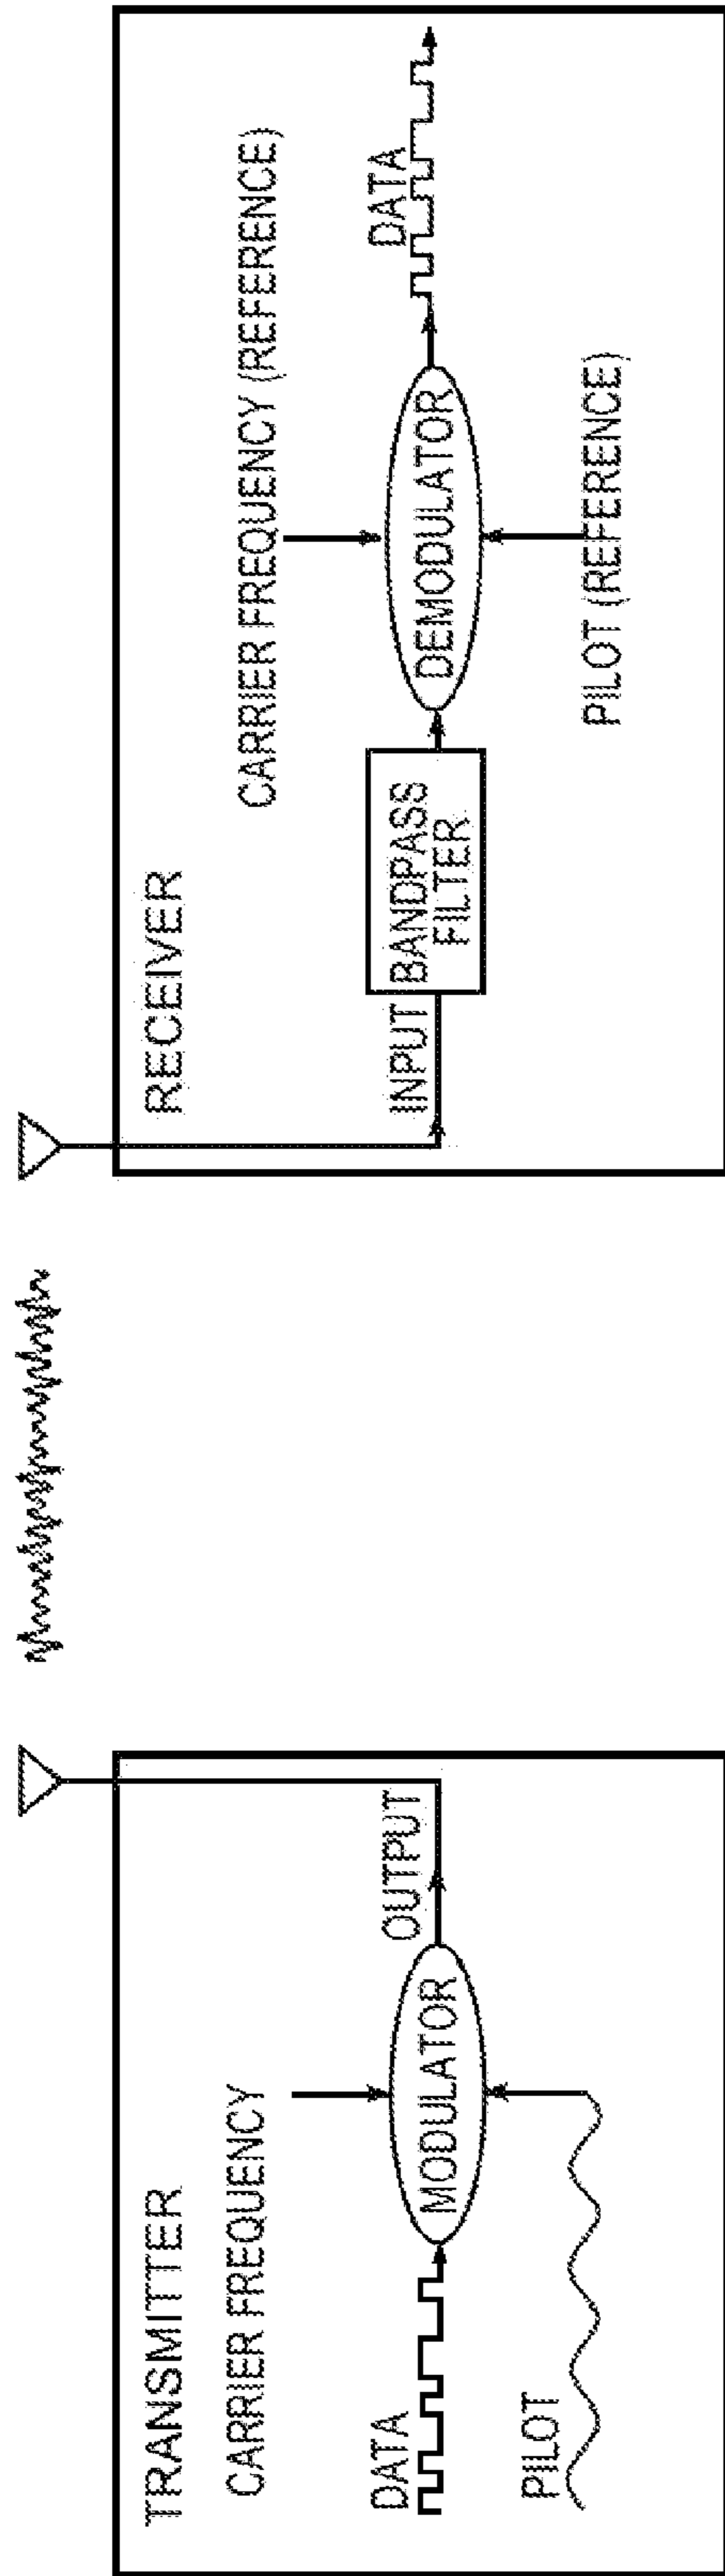 TRANSMITTER
CARRIER FREQUENCY
DATA
MODULATOR
OUTPUT
PILOT
RECEIVER
CARRIER FREQUENCY (REFERENCE)
INPUT
BANDPASS
FILTER
DEMODULATOR
DATA
PILOT (REFERENCE)